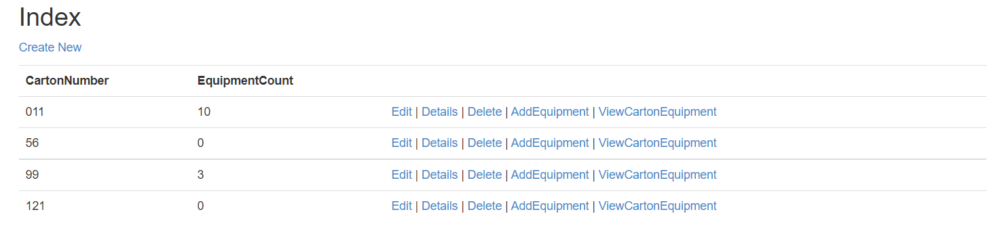 Index
Create New
CartonNumber EquipmentCount
011 10 Edit | Details | Delete | AddEquipment | ViewCartonEquipment
56 0 Edit | Details | Delete | AddEquipment | ViewCartonEquipment
99 3 Edit | Details | Delete | AddEquipment | ViewCartonEquipment
121 0 Edit | Details | Delete | AddEquipment | ViewCartonEquipment